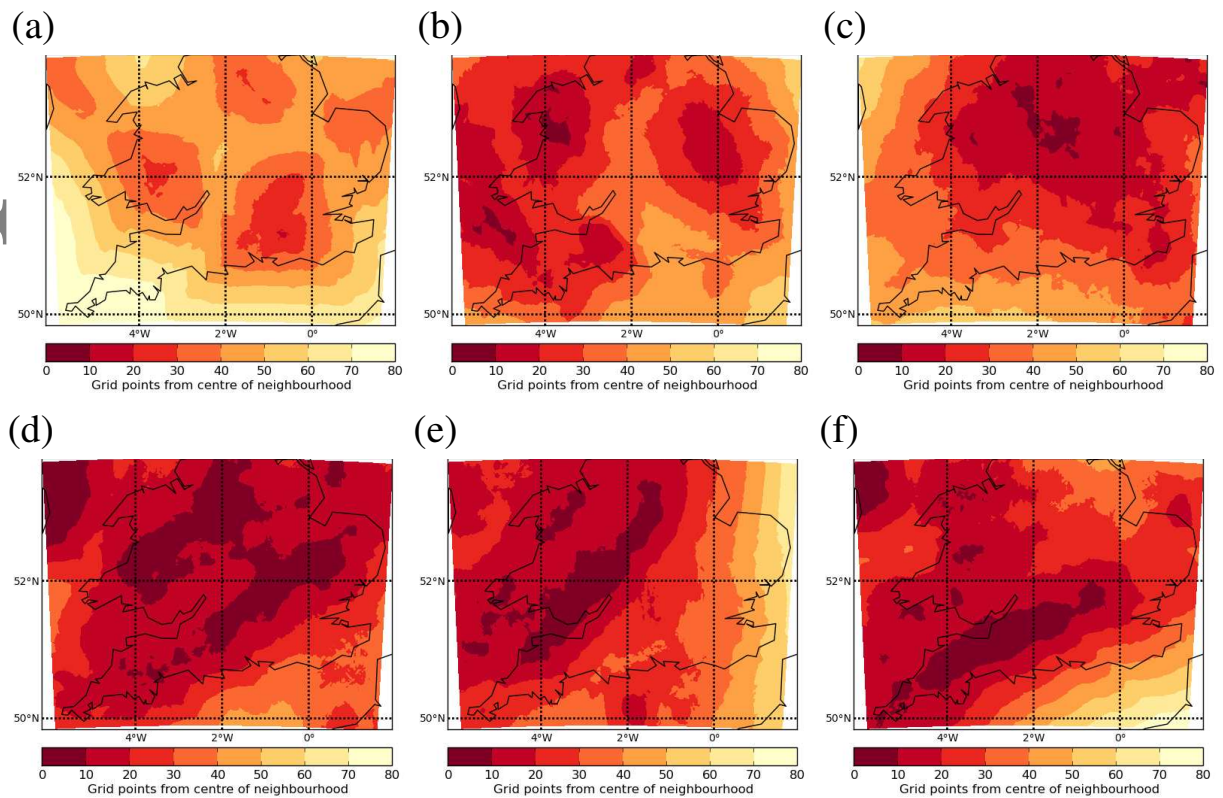 (a) (b) (c)
52°N 52°N 52°N
50°N 50°N 50°N
4°W 2°W 0° 4°W 2°W 0° 4°W 2°W 0°
0 10 20 30 40 50 60 70 80 0 10 20 30 40 50 60 70 80 0 10 20 30 40 50 60 70 80
Grid points from centre of neighbourhood Grid points from centre of neighbourhood Grid points from centre of neighbourhood
(d) (e) (f)
52°N 52°N 52°N
50°N 50°N 50°N
4°W 2°W 0° 4°W 2°W 0° 4°W 2°W 0°
0 10 20 30 40 50 60 70 80 0 10 20 30 40 50 60 70 80 0 10 20 30 40 50 60 70 80
Grid points from centre of neighbourhood Grid points from centre of neighbourhood Grid points from centre of neighbourhood